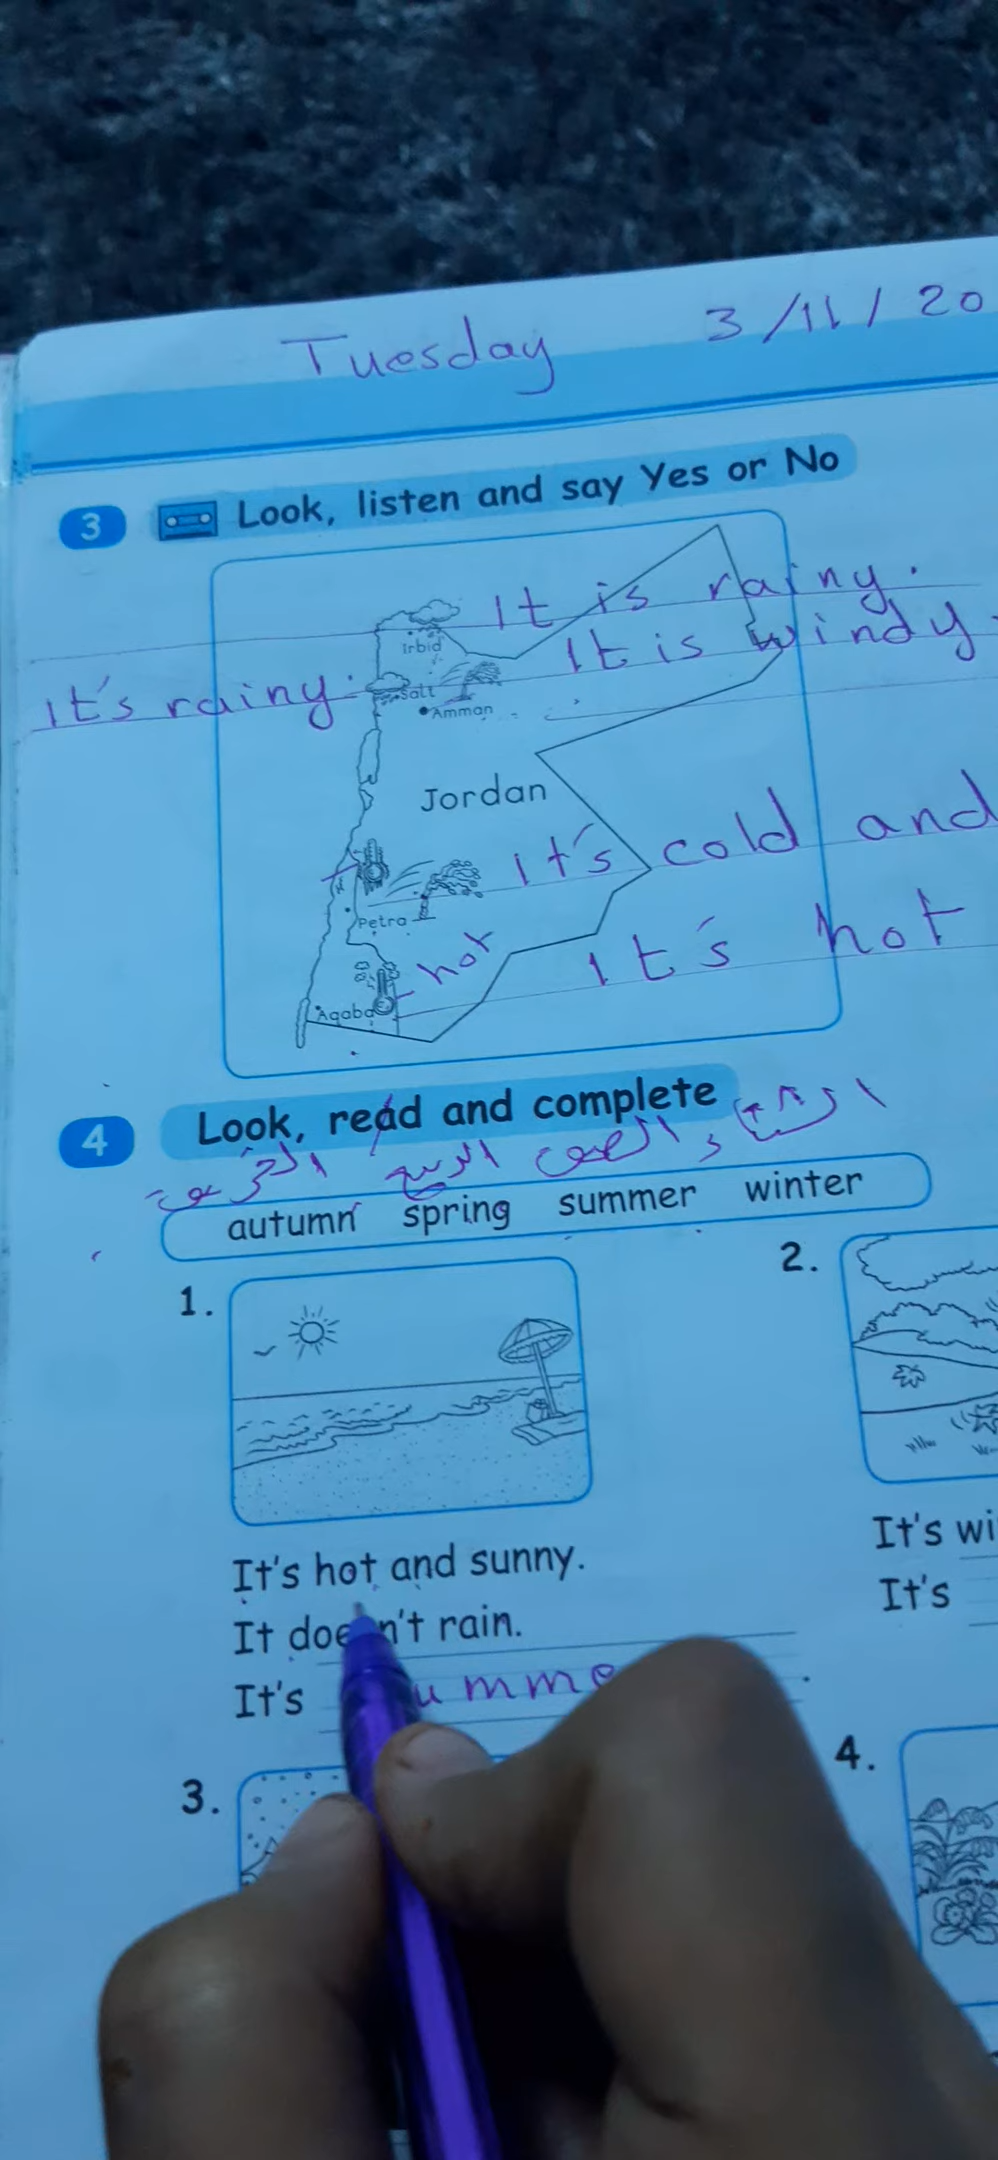 Tuesday 3/11/20
3 Look, listen and say Yes or No
It is rainy.
Irbid
It is windy.
It's rainy.
Salt
Amman
Jordan
It's cold and
Petra
hot
It's hot
Aqaba
4 Look, read and complete
الربيع
autumn spring summer winter
1.
2.
It's hot and sunny.
It's wi
It rain.
It's
It's umme .
3.
4.